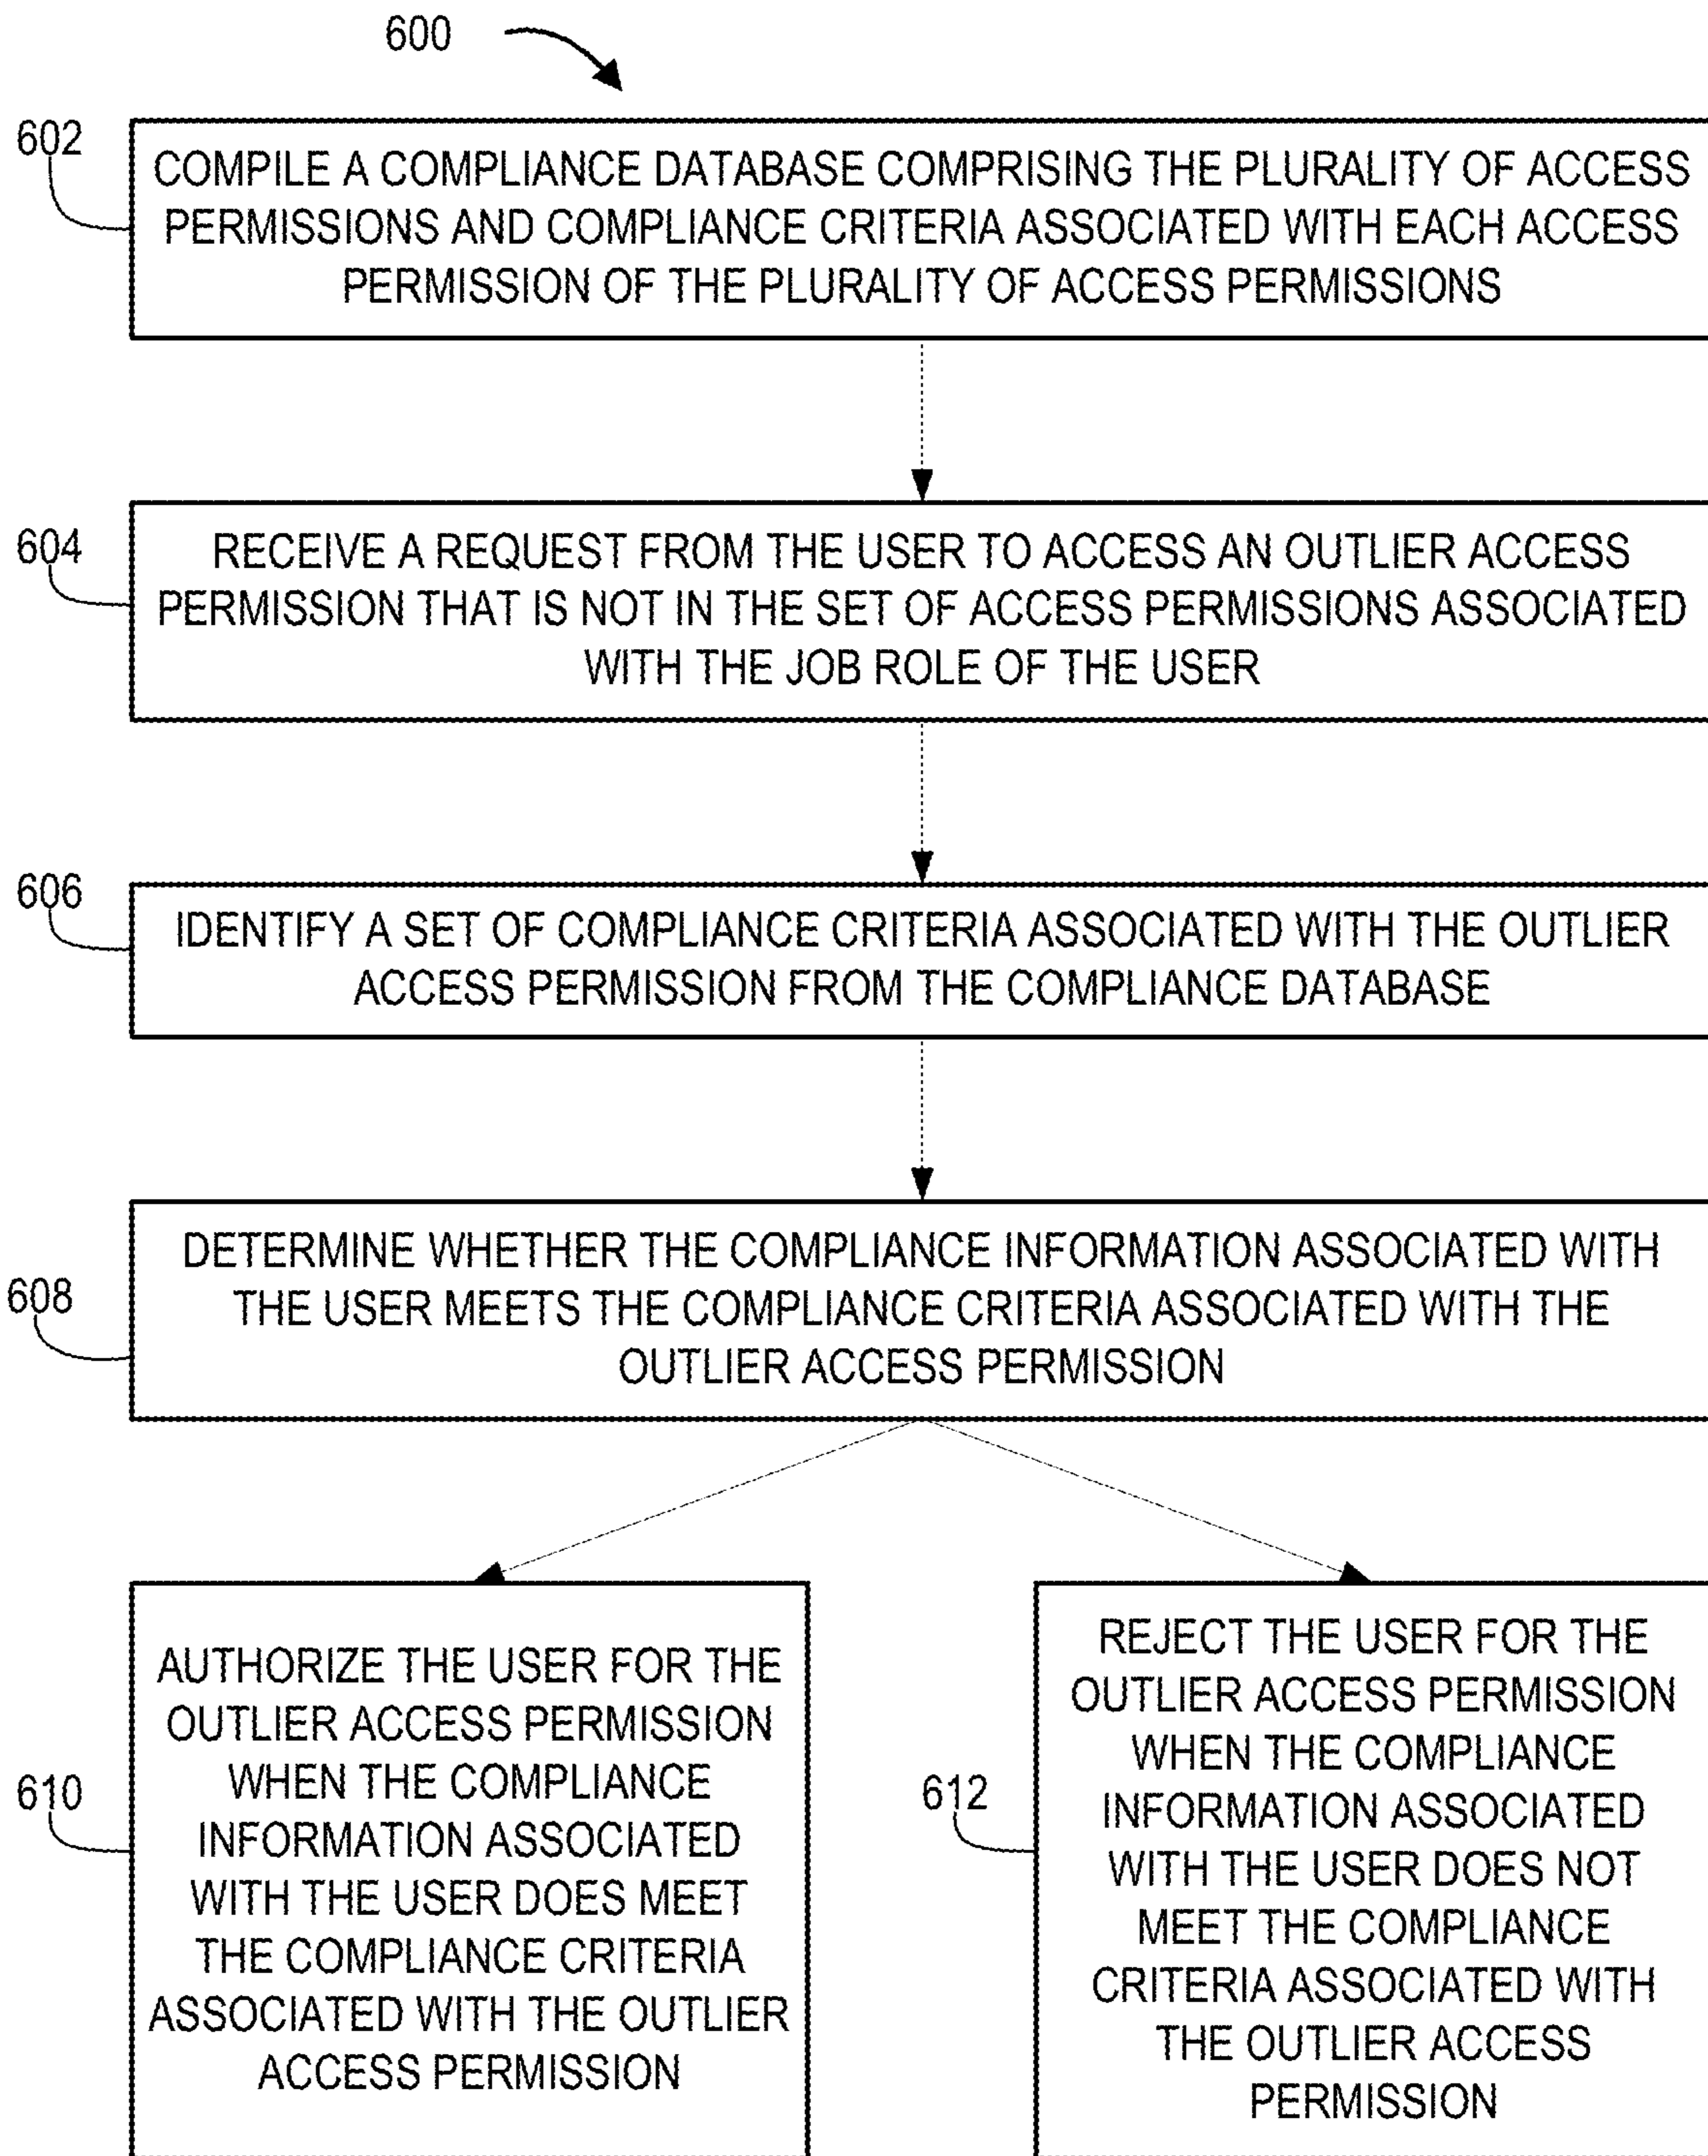 600
602
COMPILE A COMPLIANCE DATABASE COMPRISING THE PLURALITY OF ACCESS
PERMISSIONS AND COMPLIANCE CRITERIA ASSOCIATED WITH EACH ACCESS
PERMISSION OF THE PLURALITY OF ACCESS PERMISSIONS
604
RECEIVE A REQUEST FROM THE USER TO ACCESS AN OUTLIER ACCESS
PERMISSION THAT IS NOT IN THE SET OF ACCESS PERMISSIONS ASSOCIATED
WITH THE JOB ROLE OF THE USER
606
IDENTIFY A SET OF COMPLIANCE CRITERIA ASSOCIATED WITH THE OUTLIER
ACCESS PERMISSION FROM THE COMPLIANCE DATABASE
608
DETERMINE WHETHER THE COMPLIANCE INFORMATION ASSOCIATED WITH
THE USER MEETS THE COMPLIANCE CRITERIA ASSOCIATED WITH THE
OUTLIER ACCESS PERMISSION
610
AUTHORIZE THE USER FOR THE
OUTLIER ACCESS PERMISSION
WHEN THE COMPLIANCE
INFORMATION ASSOCIATED
WITH THE USER DOES MEET
THE COMPLIANCE CRITERIA
ASSOCIATED WITH THE OUTLIER
ACCESS PERMISSION
612
REJECT THE USER FOR THE
OUTLIER ACCESS PERMISSION
WHEN THE COMPLIANCE
INFORMATION ASSOCIATED
WITH THE USER DOES NOT
MEET THE COMPLIANCE
CRITERIA ASSOCIATED WITH
THE OUTLIER ACCESS
PERMISSION